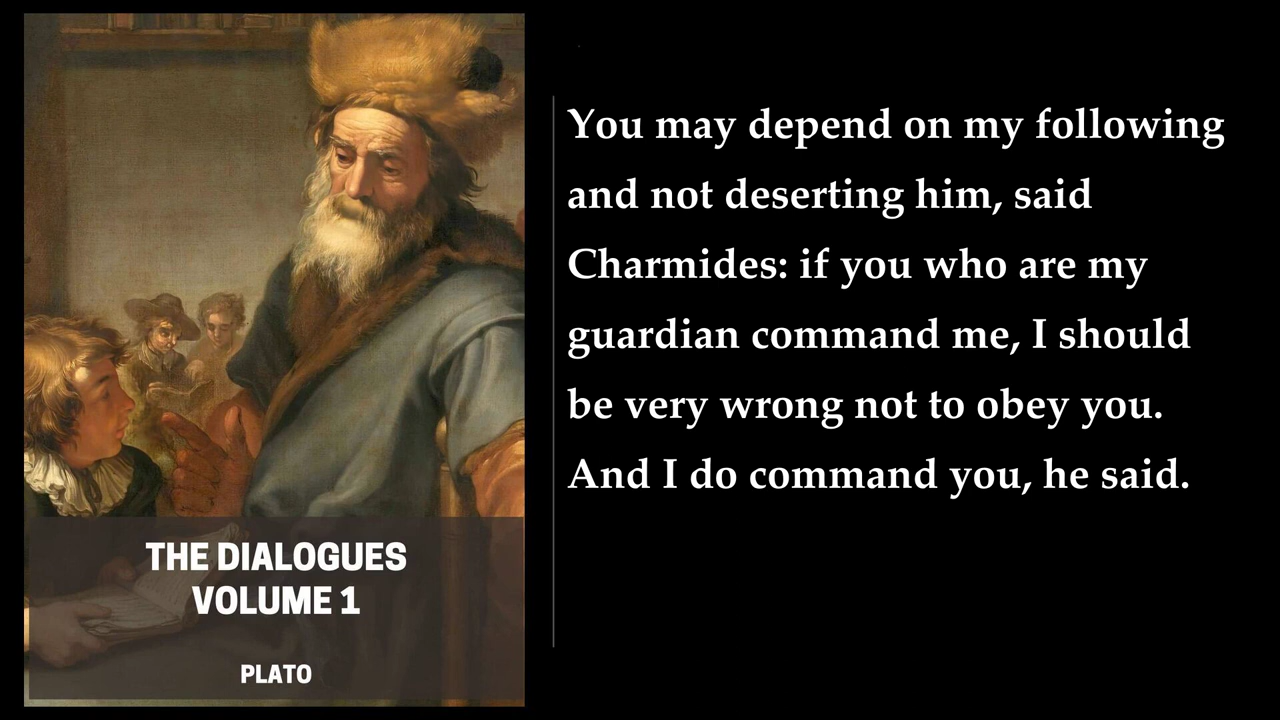 You may depend on my following
and not deserting him, said
Charmides: if you who are my
guardian command me, I should
be very wrong not to obey you.
And I do command you, he said.
THE DIALOGUES
VOLUME 1
PLATO